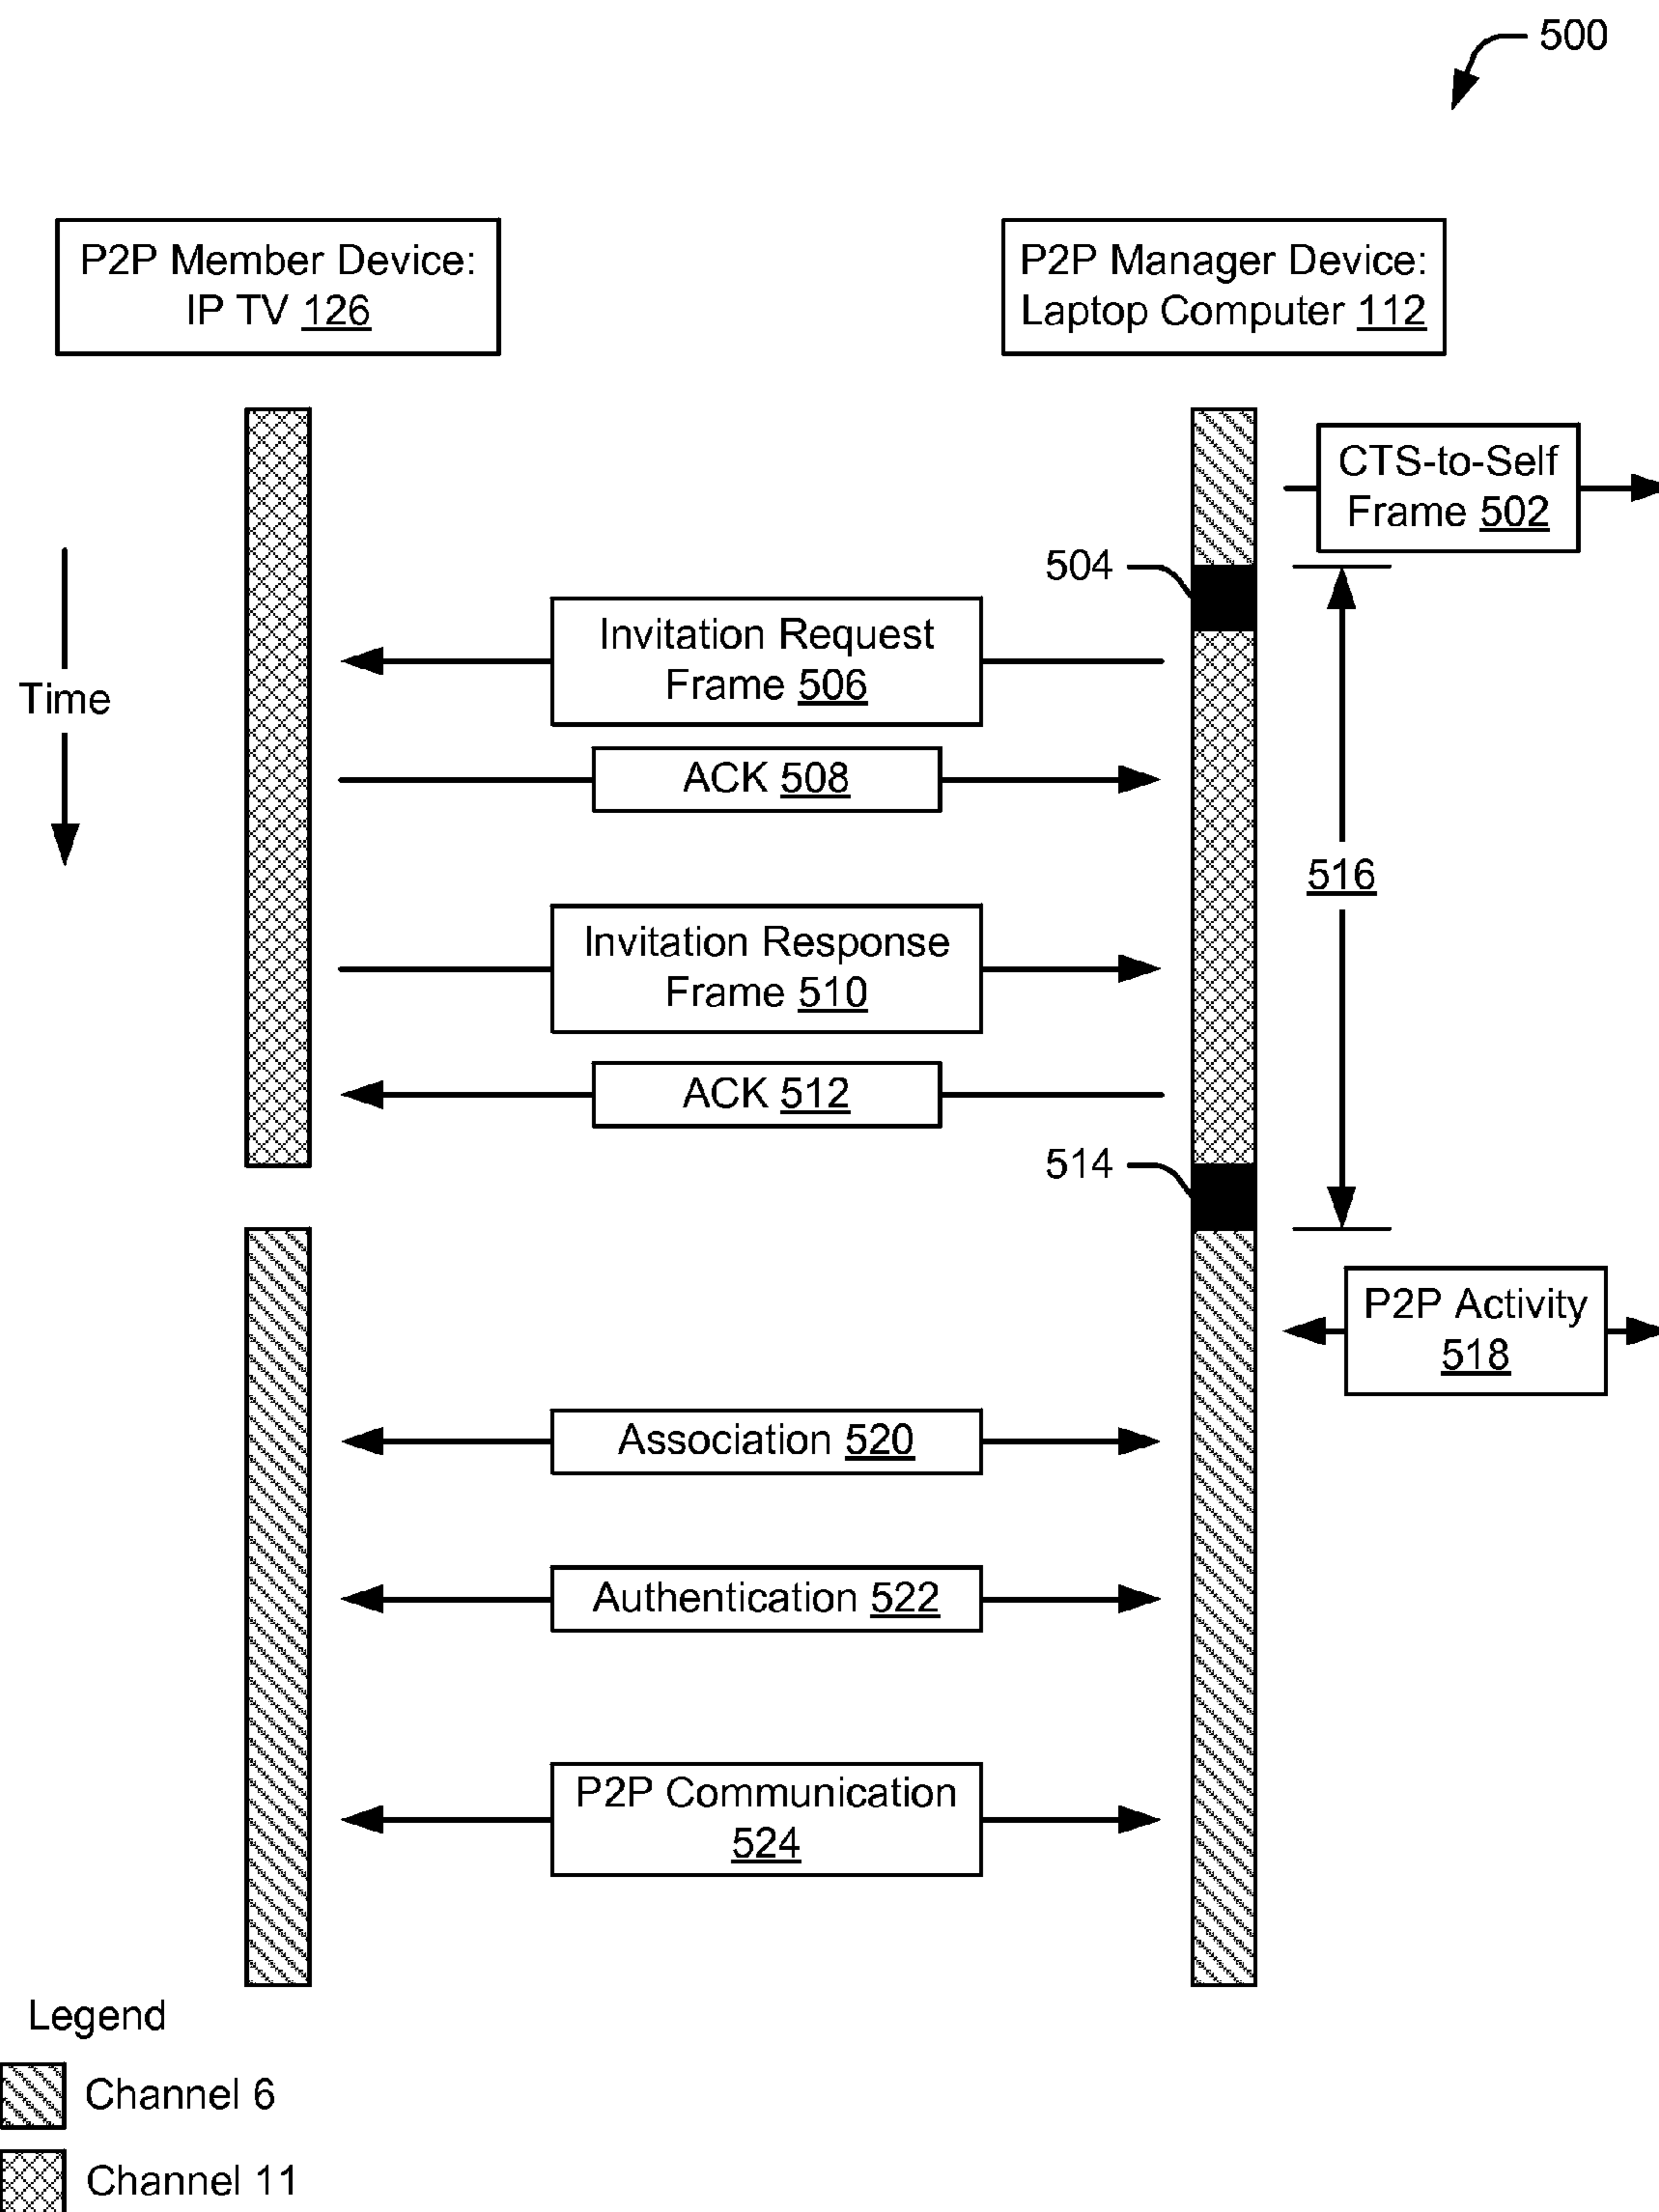 500
P2P Member Device:
IP TV 126
P2P Manager Device:
Laptop Computer 112
CTS-to-Self
Frame 502
504
Invitation Request
Frame 506
Time
ACK 508
516
Invitation Response
Frame 510
ACK 512
514
P2P Activity
518
Association 520
Authentication 522
P2P Communication
524
Legend
Channel 6
Channel 11